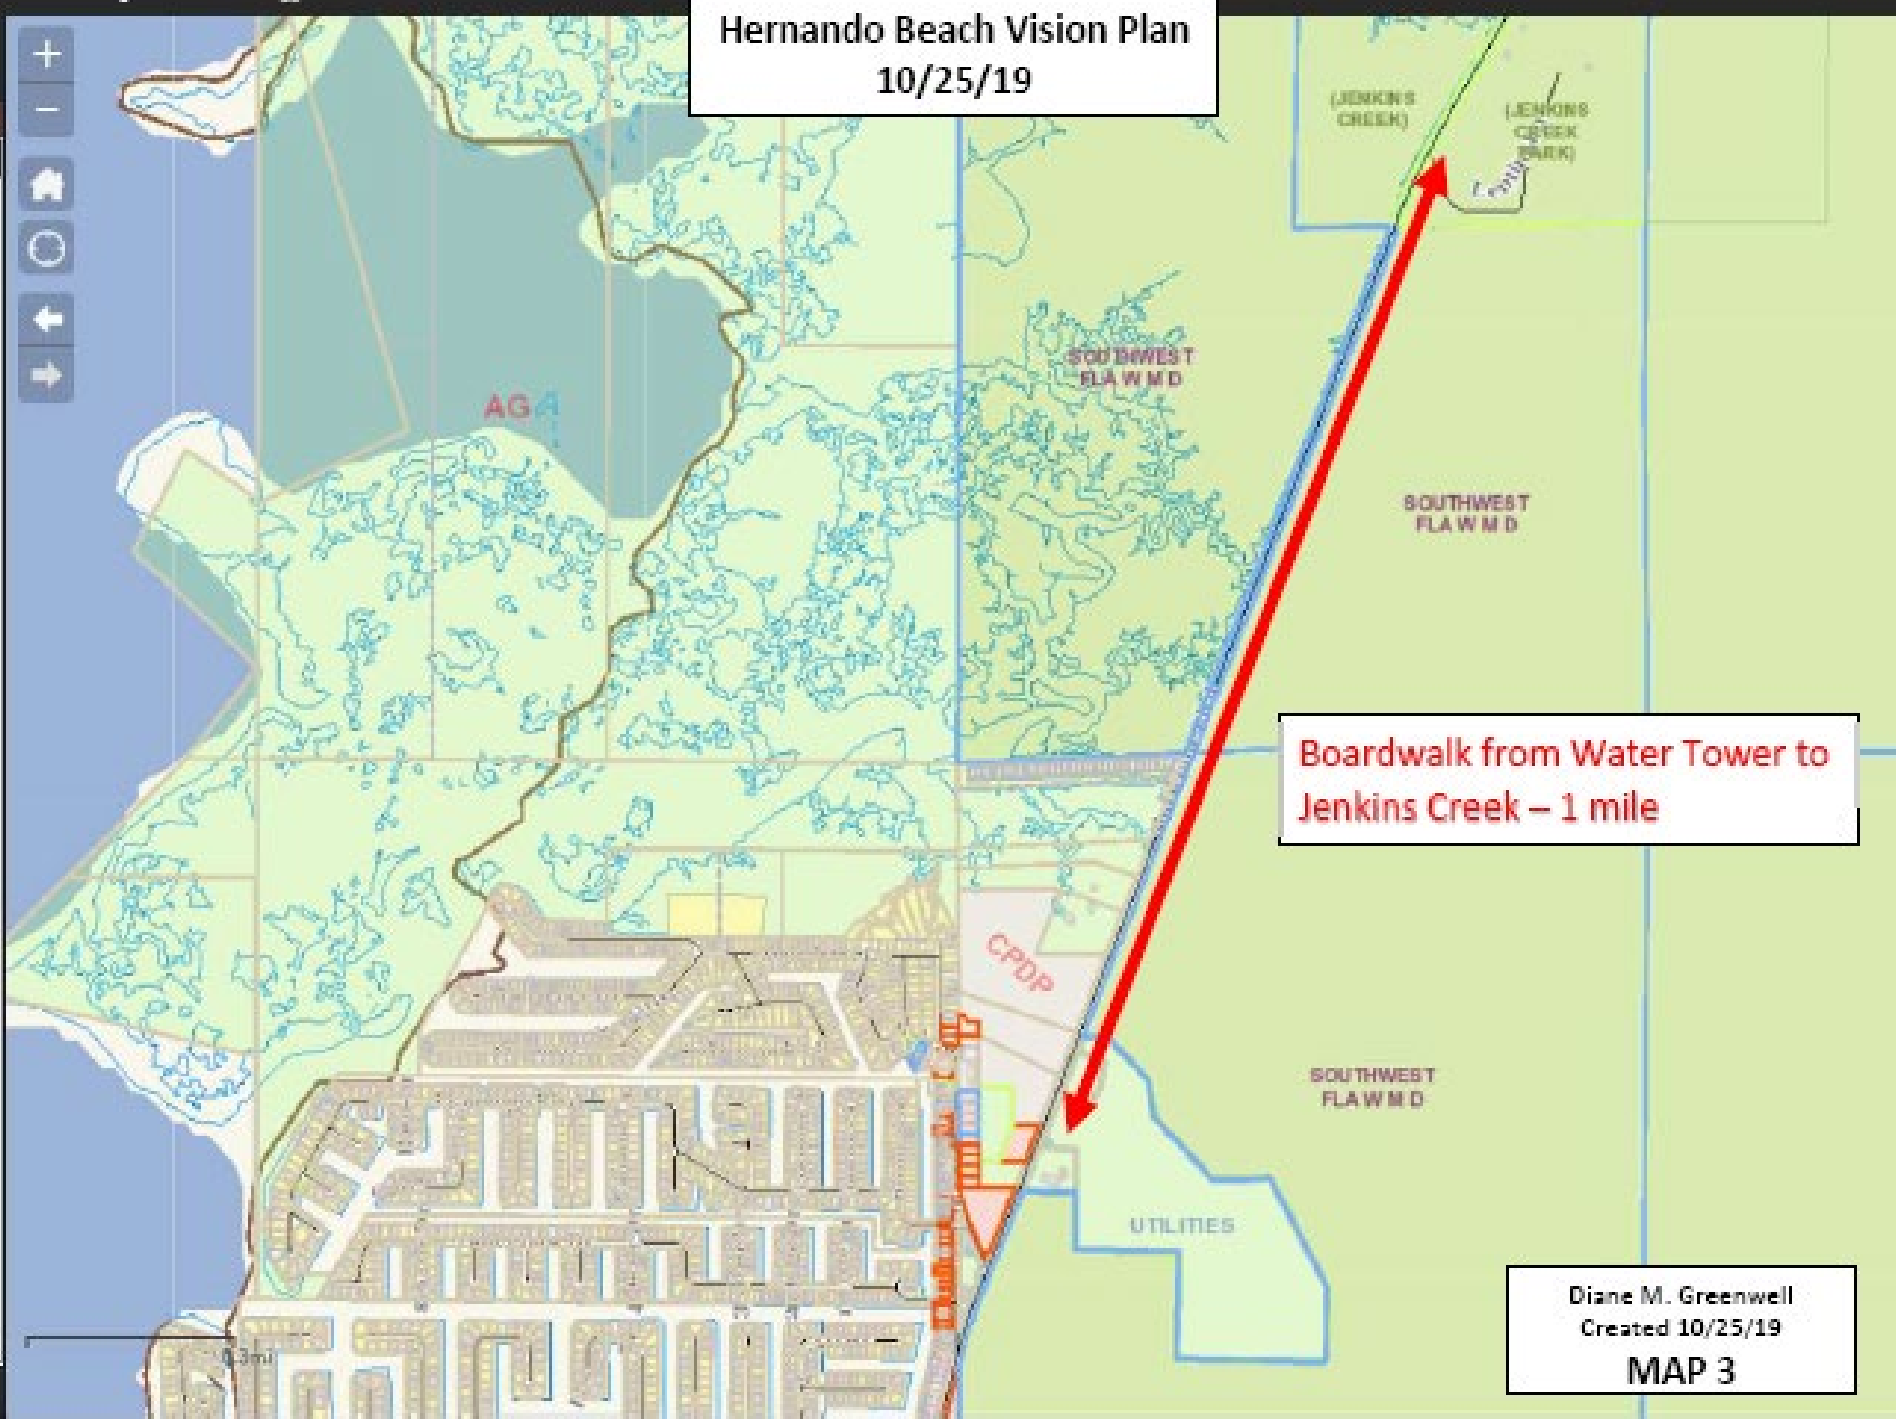 Hernando Beach Vision Plan
10/25/19
(JENKINS
CREEK)
(JENKINS
CREEK
PARK)
SOUTHWEST
FLA W M D
AG
SOUTHWEST
FLA W M D
Boardwalk from Water Tower to
Jenkins Creek – 1 mile
CPDP
SOUTHWEST
FLA W M D
UTILITIES
Diane M. Greenwell
Created 10/25/19
MAP 3
0.3mi